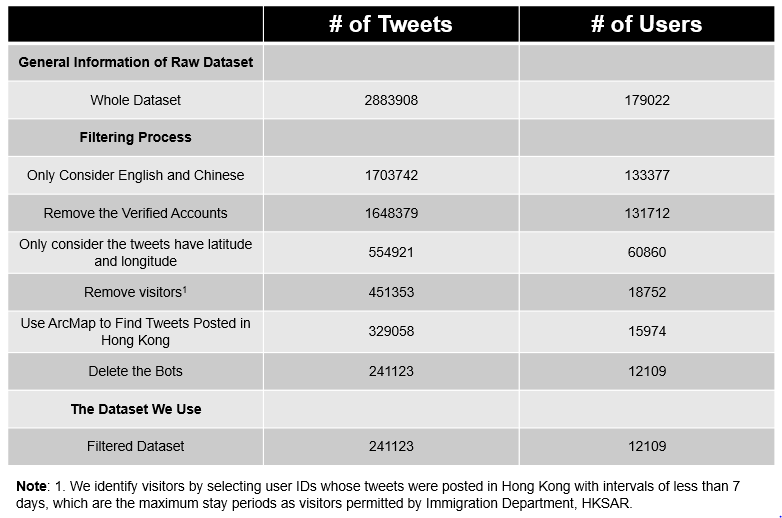 # of Tweets # of Users
General Information of Raw Dataset
Whole Dataset 2883908 179022
Filtering Process
Only Consider English and Chinese 1703742 133377
Remove the Verified Accounts 1648379 131712
Only consider the tweets have latitude
and longitude 554921 60860
Remove visitors¹ 451353 18752
Use ArcMap to Find Tweets Posted in
Hong Kong 329058 15974
Delete the Bots 241123 12109
The Dataset We Use
Filtered Dataset 241123 12109
Note: 1. We identify visitors by selecting user IDs whose tweets were posted in Hong Kong with intervals of less than 7
days, which are the maximum stay periods as visitors permitted by Immigration Department, HKSAR.